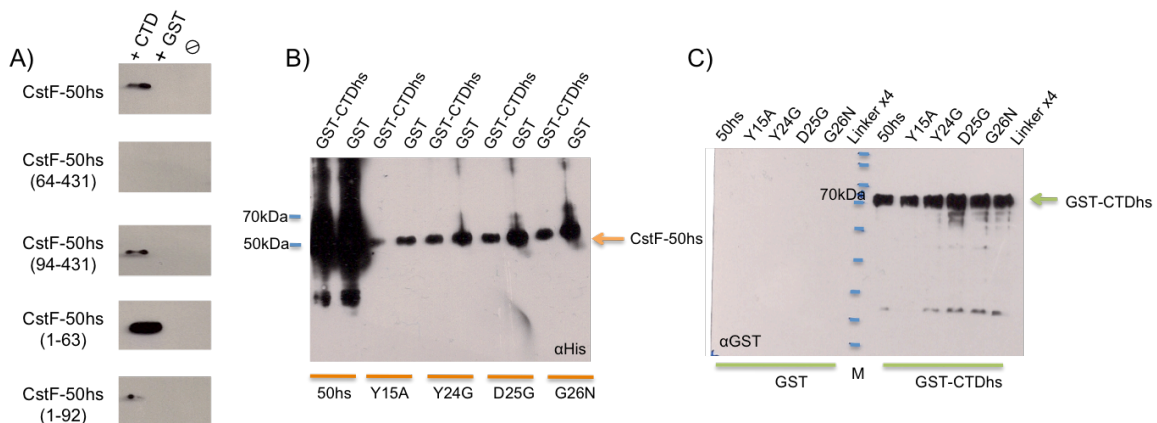 A)
+ CTD
+ GST
CstF-50hs
CstF-50hs
(64-431)
CstF-50hs
(94-431)
CstF-50hs
(1-63)
CstF-50hs
(1-92)
B)
GST-CTDhs
GST
GST-CTDhs
GST
GST-CTDhs
GST
GST-CTDhs
GST
GST-CTDhs
GST
70kDa
50kDa
CstF-50hs
αHis
50hs
Y15A
Y24G
D25G
G26N
C)
50hs
Y15A
Y24G
D25G
G26N
Linker x4
50hs
Y15A
Y24G
D25G
G26N
Linker x4
70kDa
GST-CTDhs
αGST
GST
M
GST-CTDhs